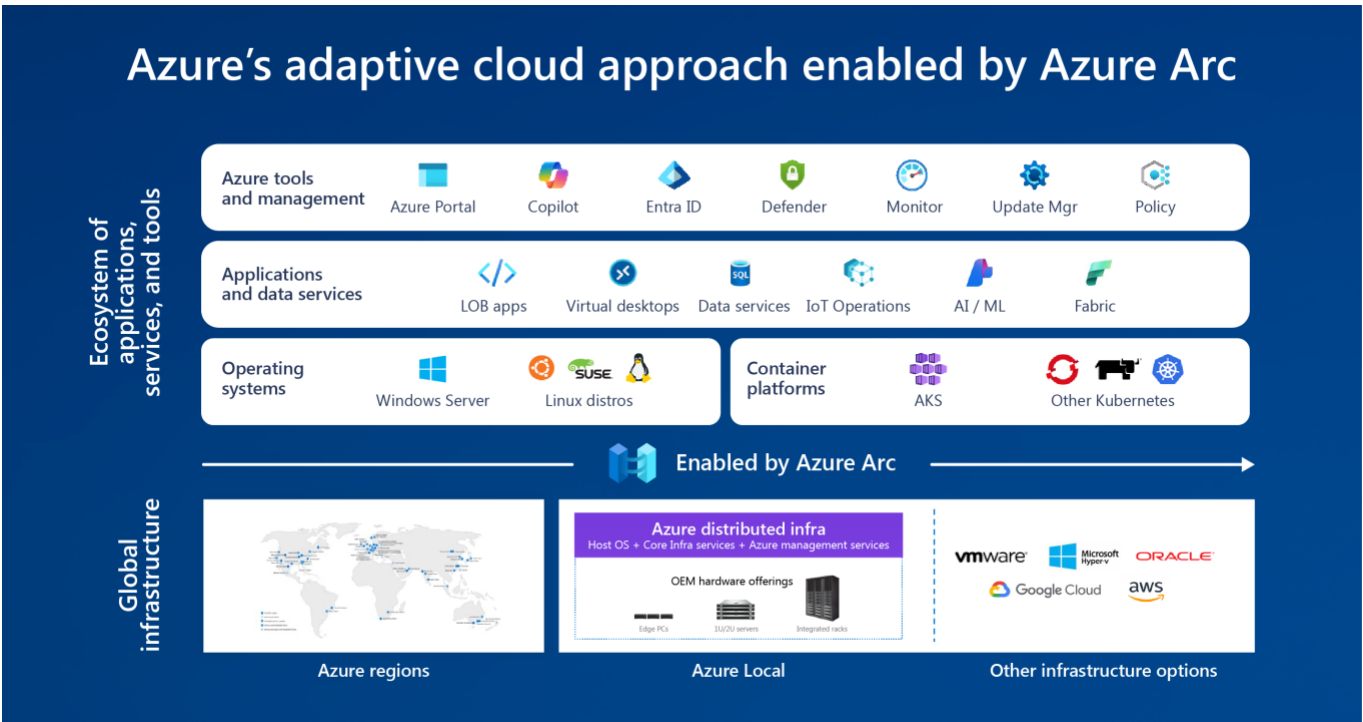 Azure's adaptive cloud approach enabled by Azure Arc
Ecosystem of
applications,
services, and tools
Azure tools
and management
Azure Portal
Copilot
Entra ID
Defender
Monitor
Update Mgr
Policy
Applications
and data services
LOB apps
Virtual desktops
SQL
Data services
IoT Operations
AI / ML
Fabric
Operating
systems
Windows Server
SUSE
Linux distros
Container
platforms
AKS
Other Kubernetes
Enabled by Azure Arc
Global
infrastructure
Azure regions
Azure distributed infra
Host OS + Core Infra services + Azure management services
OEM hardware offerings
Edge PCs
1U/2U servers
Integrated racks
Azure Local
vmware
Microsoft
Hyper-v
ORACLE
Google Cloud
aws
Other infrastructure options